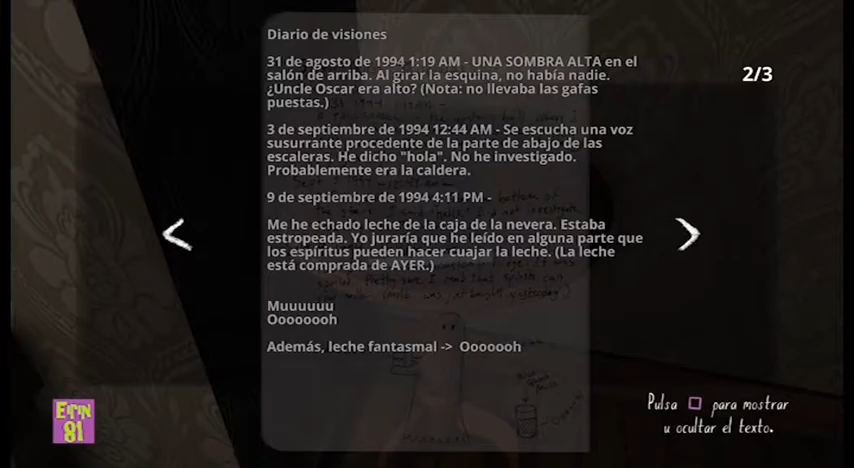 Diario de visiones
31 de agosto de 1994 1:19 AM - UNA SOMBRA ALTA en el
salón de arriba. Al girar la esquina, no había nadie.
¿Uncle Oscar era alto? (Nota: no llevaba las gafas
puestas.)
2/3
3 de septiembre de 1994 12:44 AM - Se escucha una voz
susurrante procedente de la parte de abajo de las
escaleras. He dicho "hola". No he investigado.
Probablemente era la caldera.
9 de septiembre de 1994 4:11 PM -
Me he echado leche de la caja de la nevera. Estaba
estropeada. Yo juraría que he leído en alguna parte que
los espíritus pueden hacer cuajar la leche. (La leche
está comprada de AYER.)
Muuuuuu
Oooooooh
Además, leche fantasmal -> Ooooooh
EITIN
81
Pulsa para mostrar
u ocultar el texto.